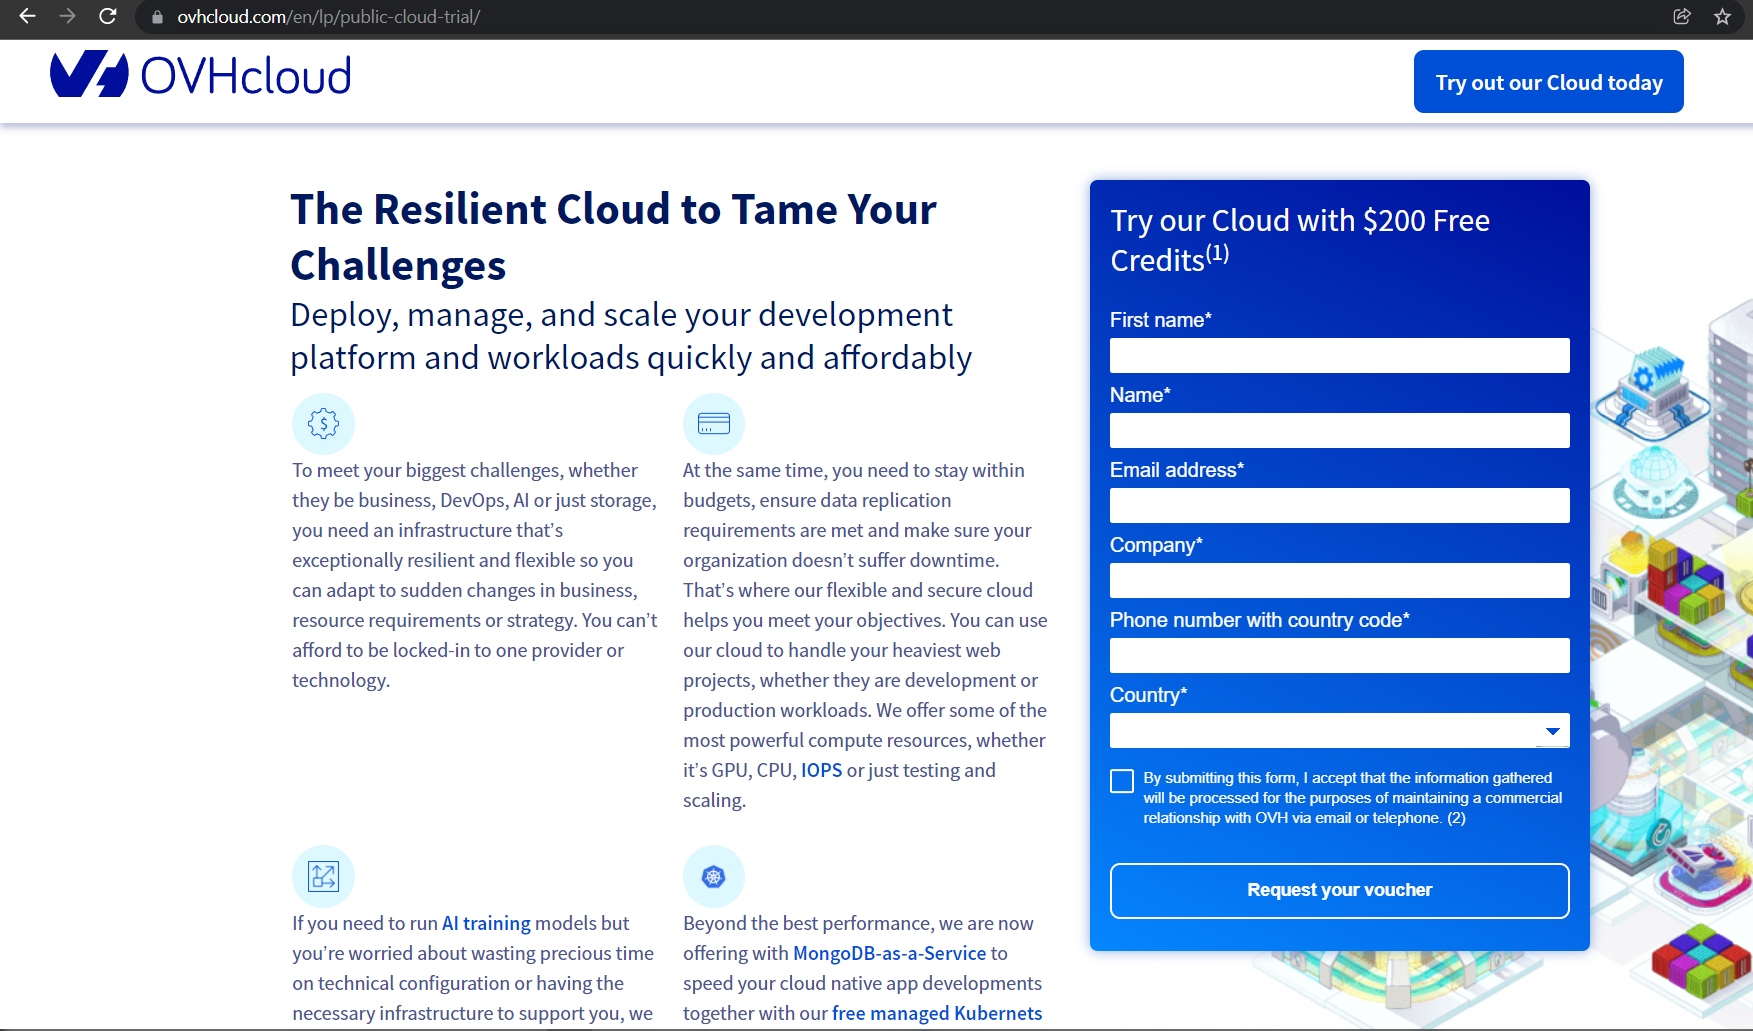 ovhcloud.com/en/lp/public-cloud-trial/
OVHcloud
Try out our Cloud today
The Resilient Cloud to Tame Your
Challenges
Deploy, manage, and scale your development
platform and workloads quickly and affordably
To meet your biggest challenges, whether
they be business, DevOps, AI or just storage,
you need an infrastructure that's
exceptionally resilient and flexible so you
can adapt to sudden changes in business,
resource requirements or strategy. You can't
afford to be locked-in to one provider or
technology.
At the same time, you need to stay within
budgets, ensure data replication
requirements are met and make sure your
organization doesn't suffer downtime.
That's where our flexible and secure cloud
helps you meet your objectives. You can use
our cloud to handle your heaviest web
projects, whether they are development or
production workloads. We offer some of the
most powerful compute resources, whether
it's GPU, CPU, IOPS or just testing and
scaling.
If you need to run AI training models but
you're worried about wasting precious time
on technical configuration or having the
necessary infrastructure to support you, we
Beyond the best performance, we are now
offering with MongoDB-as-a-Service to
speed your cloud native app developments
together with our free managed Kubernets
Try our Cloud with $200 Free
Credits(1)
First name*
Name*
Email address*
Company*
Phone number with country code*
Country*
By submitting this form, I accept that the information gathered
will be processed for the purposes of maintaining a commercial
relationship with OVH via email or telephone. (2)
Request your voucher